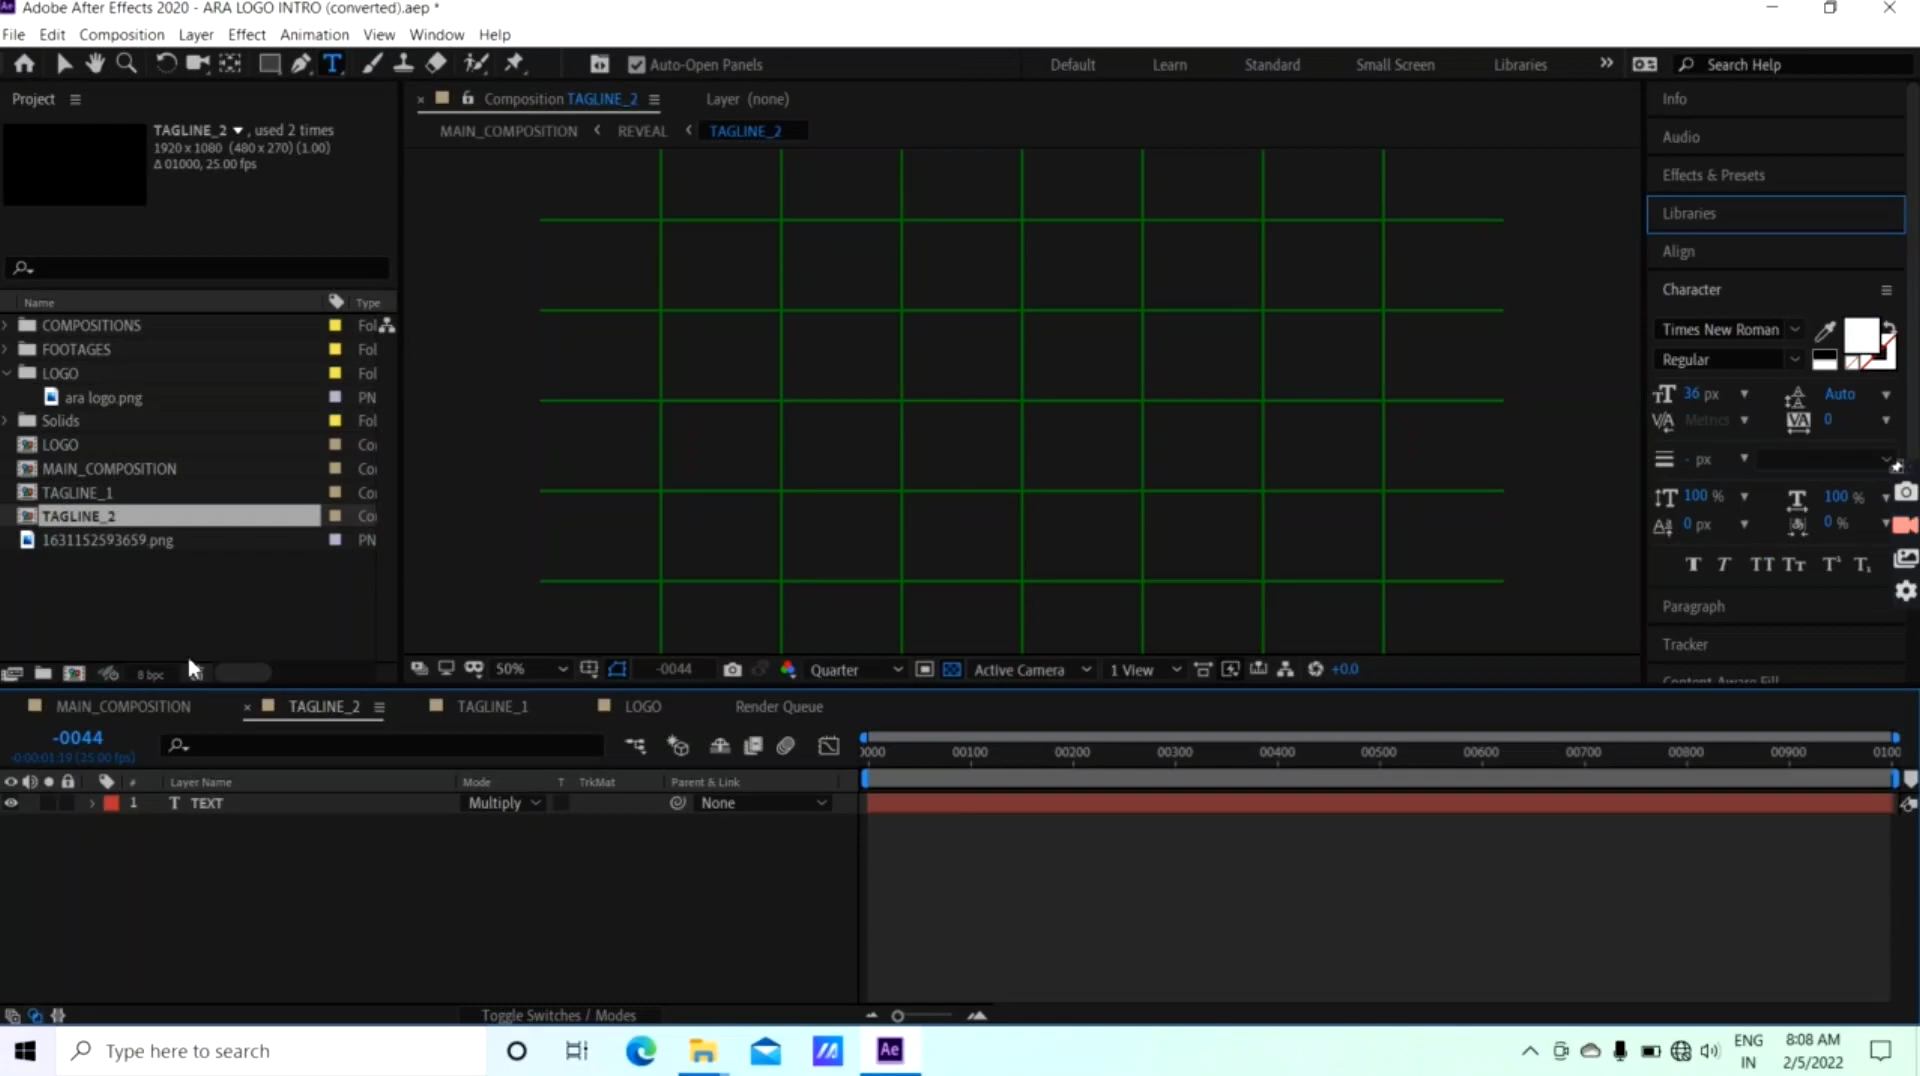 Adobe After Effects 2020 - ARA LOGO INTRO (converted).aep *
File Edit Composition Layer Effect Animation View Window Help
Auto-Open Panels
Default Learn Standard Small Screen Libraries
Search Help
Project
TAGLINE_2 , used 2 times
1920 x 1080 (480 x 270) (1.00)
Δ 01000, 25.00 fps
Composition TAGLINE_2
Layer (none)
MAIN_COMPOSITION REVEAL TAGLINE_2
Name Type
COMPOSITIONS Fol
FOOTAGES Fol
LOGO Fol
ara logo.png PN
Solids Fol
LOGO Co
MAIN_COMPOSITION Co
TAGLINE_1 Co
TAGLINE_2 Co
1631152593659.png PN
8 bpc
Info
Audio
Effects & Presets
Libraries
Align
Character
Times New Roman
Regular
36 px Auto
Metrics 0
- px
100 % 100 %
0 px 0 %
Paragraph
Tracker
Content-Aware Fill
50% -0044 Quarter Active Camera 1 View +0.0
MAIN_COMPOSITION TAGLINE_2 TAGLINE_1 LOGO Render Queue
-0044
-0:00:01:19 (25.00 fps)
0000 00100 00200 00300 00400 00500 00600 00700 00800 00900 0100
# Layer Name Mode T TrkMat Parent & Link
1 T TEXT Multiply None
Toggle Switches / Modes
Type here to search
Ae
ENG
IN
8:08 AM
2/5/2022